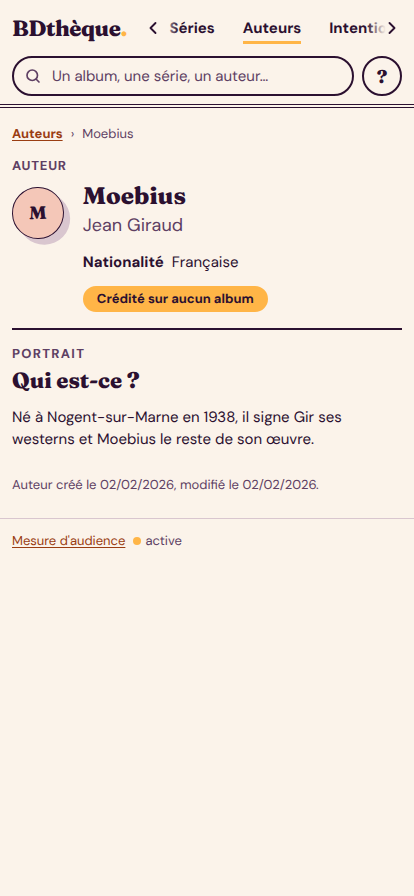 BDthèque.
Séries Auteurs Intentic
Un album, une série, un auteur...
?
Auteurs › Moebius
AUTEUR
M
Moebius
Jean Giraud
Nationalité Française
Crédité sur aucun album
PORTRAIT
Qui est-ce ?
Né à Nogent-sur-Marne en 1938, il signe Gir ses
westerns et Moebius le reste de son œuvre.
Auteur créé le 02/02/2026, modifié le 02/02/2026.
Mesure d'audience active